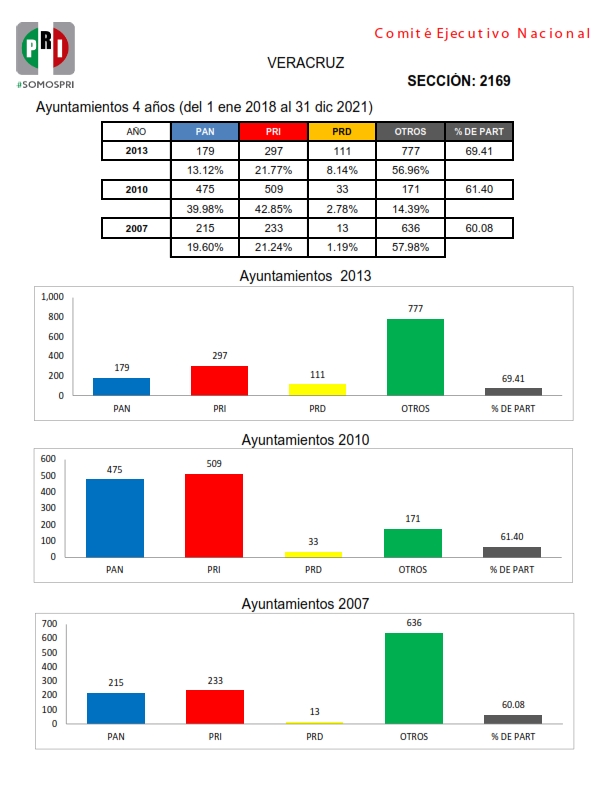 Comité Ejecutivo Nacional
PRI
#SOMOSPRI
VERACRUZ
SECCIÓN: 2169
Ayuntamientos 4 años (del 1 ene 2018 al 31 dic 2021)
AÑO PAN PRI PRD OTROS % DE PART
2013 179 297 111 777 69.41
13.12% 21.77% 8.14% 56.96%
2010 475 509 33 171 61.40
39.98% 42.85% 2.78% 14.39%
2007 215 233 13 636 60.08
19.60% 21.24% 1.19% 57.98%
Ayuntamientos 2013
1,000
800
600
400
200
0
179 297 111 777 69.41
PAN PRI PRD OTROS % DE PART
Ayuntamientos 2010
600
500
400
300
200
100
0
475 509 33 171 61.40
PAN PRI PRD OTROS % DE PART
Ayuntamientos 2007
700
600
500
400
300
200
100
0
215 233 13 636 60.08
PAN PRI PRD OTROS % DE PART